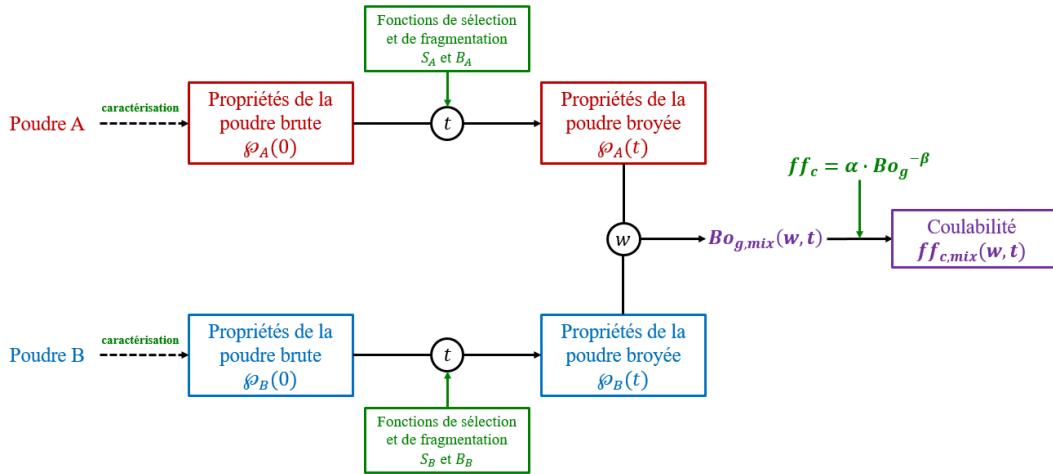 Fonctions de sélection
et de fragmentation
S_A et B_A
Poudre A
caractérisation
Propriétés de la
poudre brute
℘_A(0)
t
Propriétés de la
poudre broyée
℘_A(t)
ff_c = α · Bo_g^{-β}
w
Bo_{g,mix}(w, t)
Coulabilité
ff_{c,mix}(w, t)
Poudre B
caractérisation
Propriétés de la
poudre brute
℘_B(0)
t
Propriétés de la
poudre broyée
℘_B(t)
Fonctions de sélection
et de fragmentation
S_B et B_B